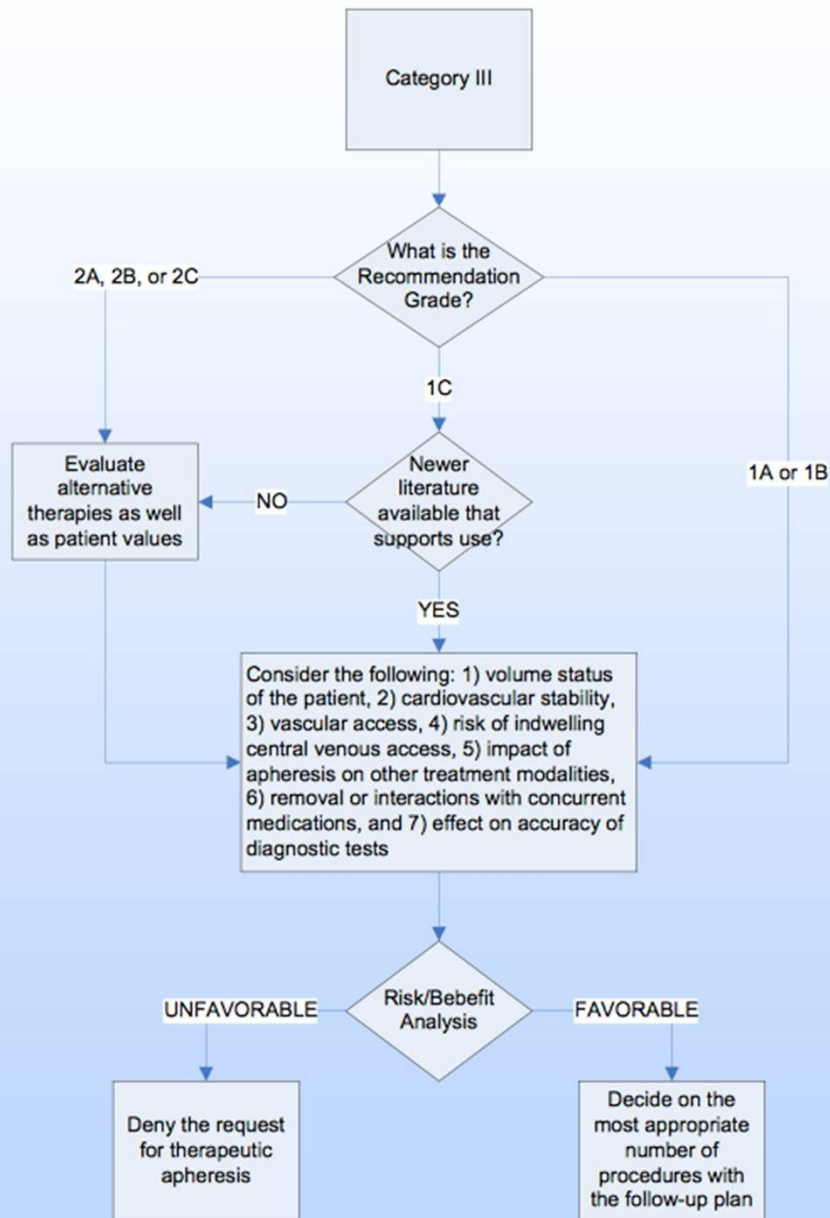 Category III
What is the
Recommendation
Grade?
2A, 2B, or 2C
1C
1A or 1B
Evaluate
alternative
therapies as well
as patient values
NO
Newer
literature
available that
supports use?
YES
Consider the following: 1) volume status
of the patient, 2) cardiovascular stability,
3) vascular access, 4) risk of indwelling
central venous access, 5) impact of
apheresis on other treatment modalities,
6) removal or interactions with concurrent
medications, and 7) effect on accuracy of
diagnostic tests
Risk/Bebefit
Analysis
UNFAVORABLE
FAVORABLE
Deny the request
for therapeutic
apheresis
Decide on the
most appropriate
number of
procedures with
the follow-up plan